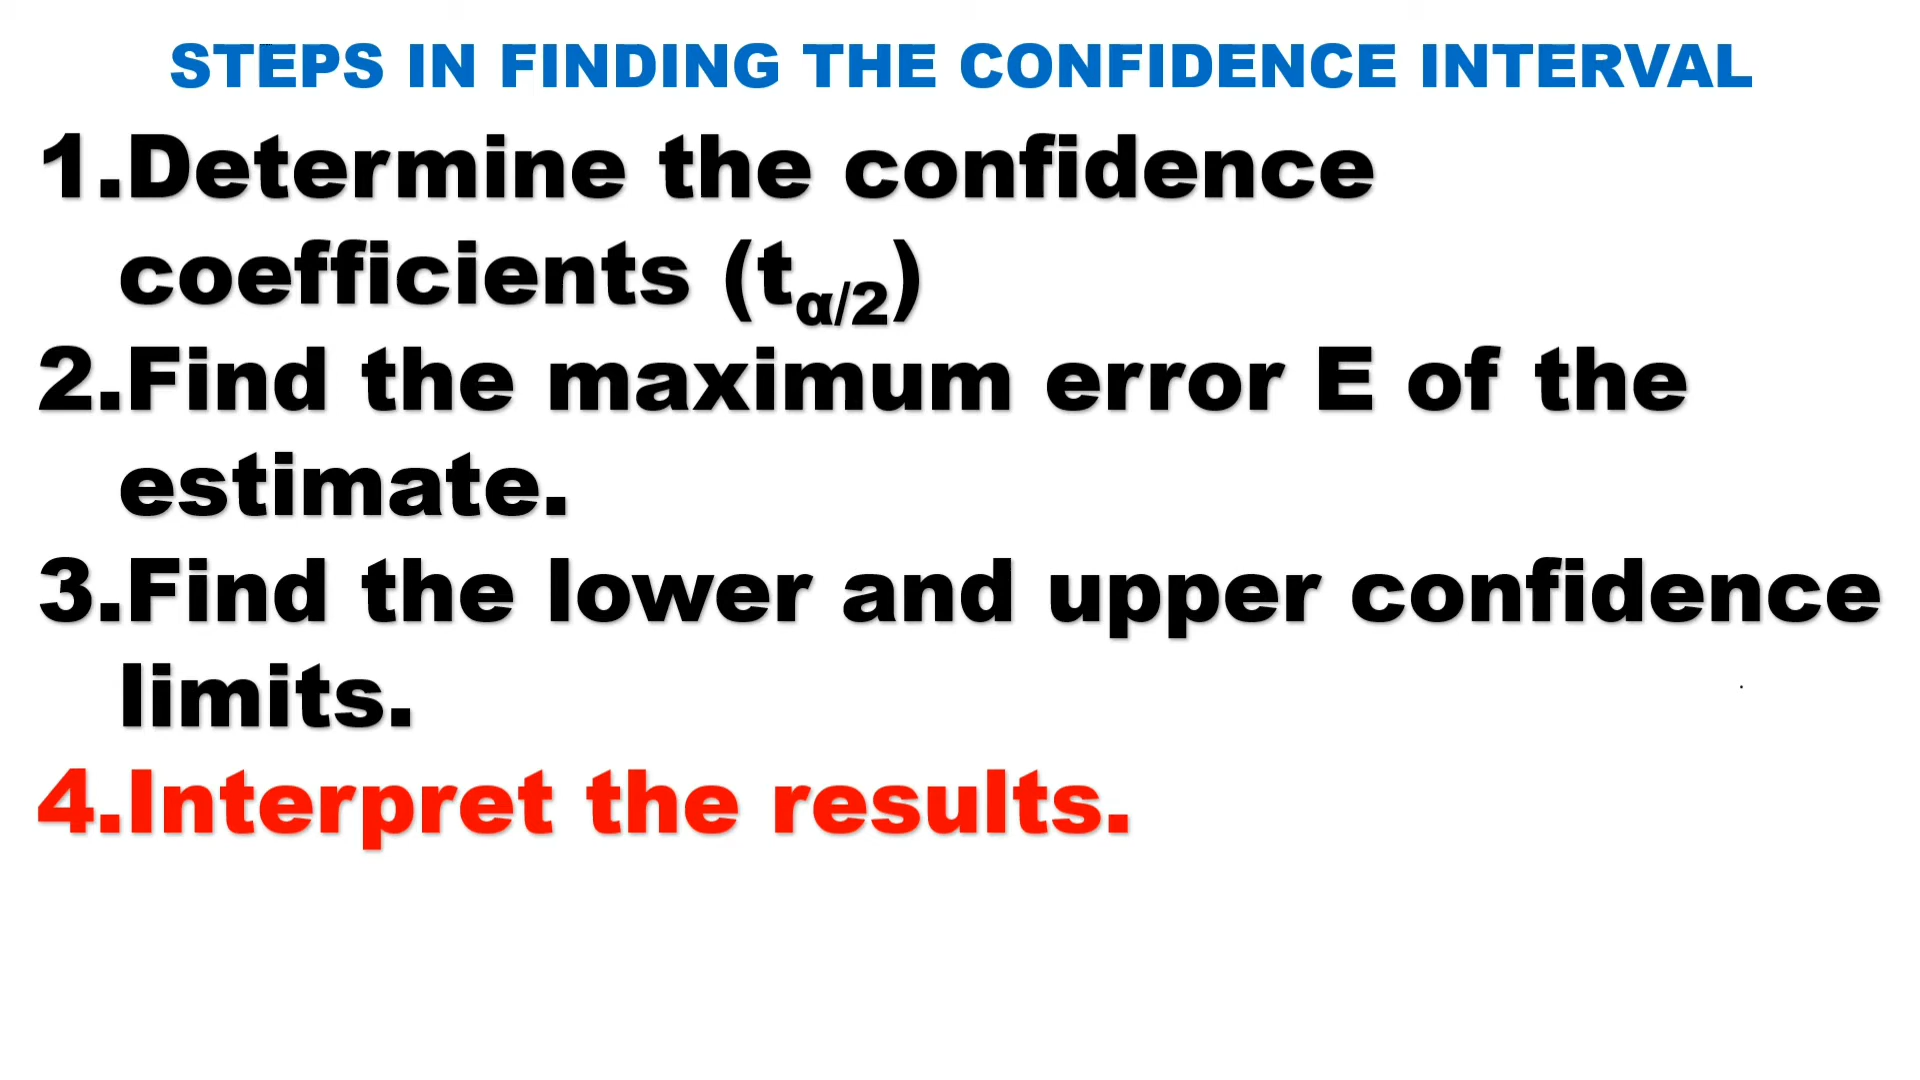 STEPS IN FINDING THE CONFIDENCE INTERVAL
1.Determine the confidence
coefficients (tα/2)
2.Find the maximum error E of the
estimate.
3.Find the lower and upper confidence
limits.
4.Interpret the results.